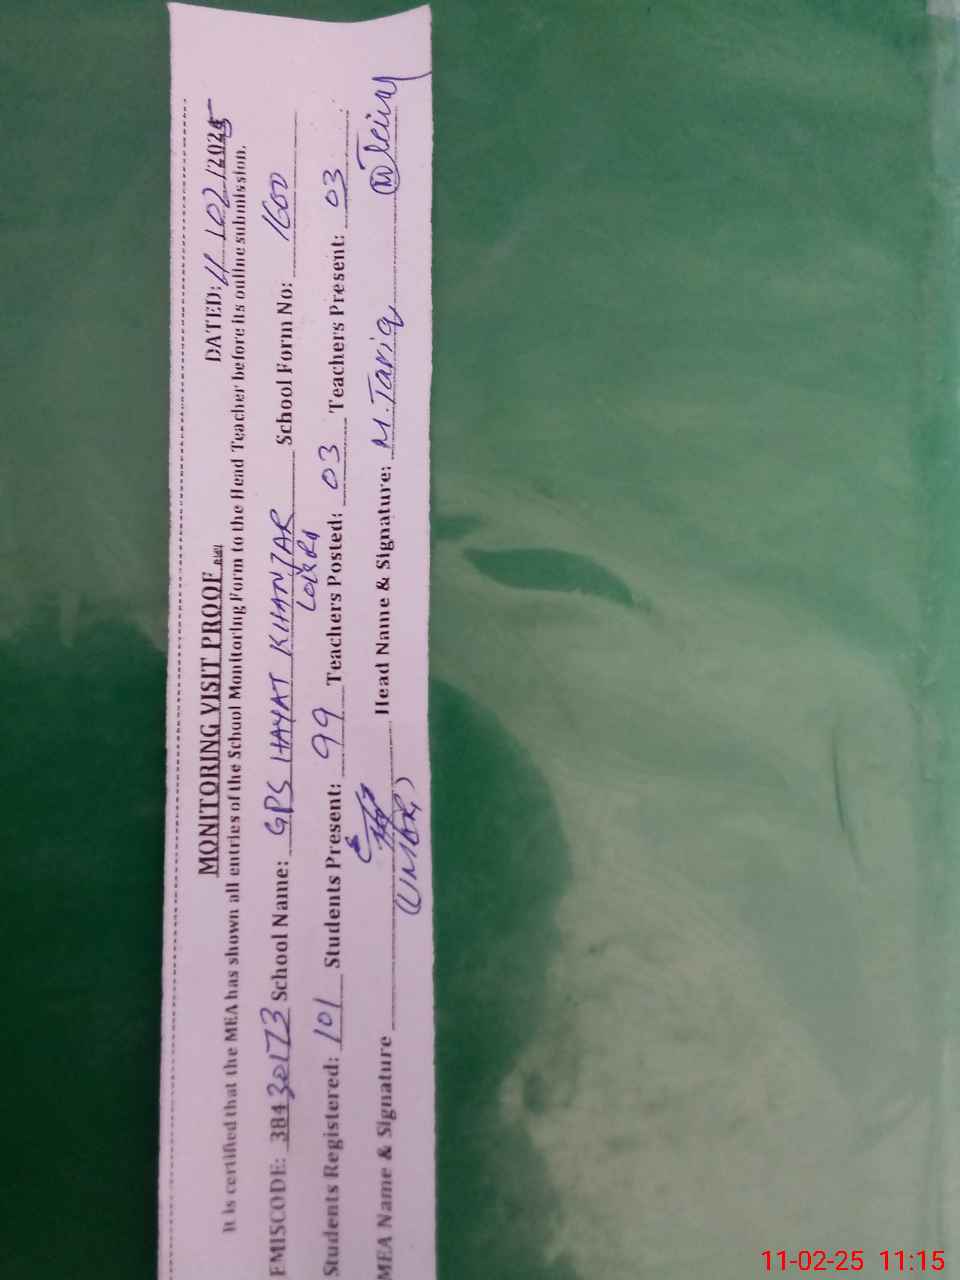 MONITORING VISIT PROOF
DATED: 11/02/2025
It is certified that the MEA has shown all entries of the School Monitoring Form to the Head Teacher before its online submission.
EMISCODE: 38430173 School Name: GPS HAYAT KHANJAR School Form No: 1600
Students Registered: 101 Students Present: 99 Teachers Posted: 03 Teachers Present: 03
MEA Name & Signature (UMAR) Head Name & Signature: M. Tariq
11-02-25 11:15